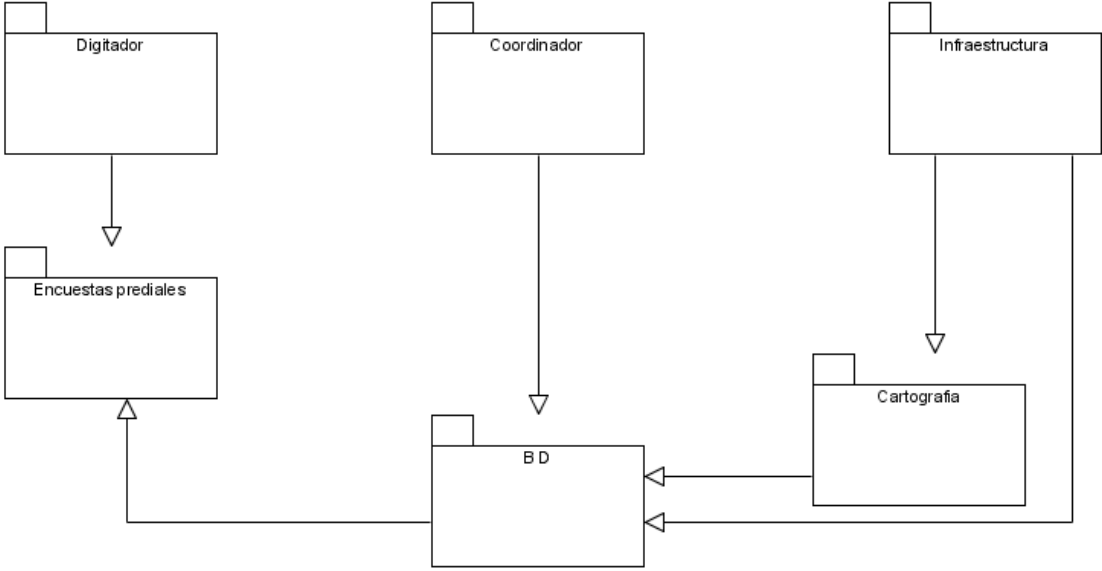 Digitador
Coordinador
Infraestructura
Encuestas prediales
Cartografia
B D